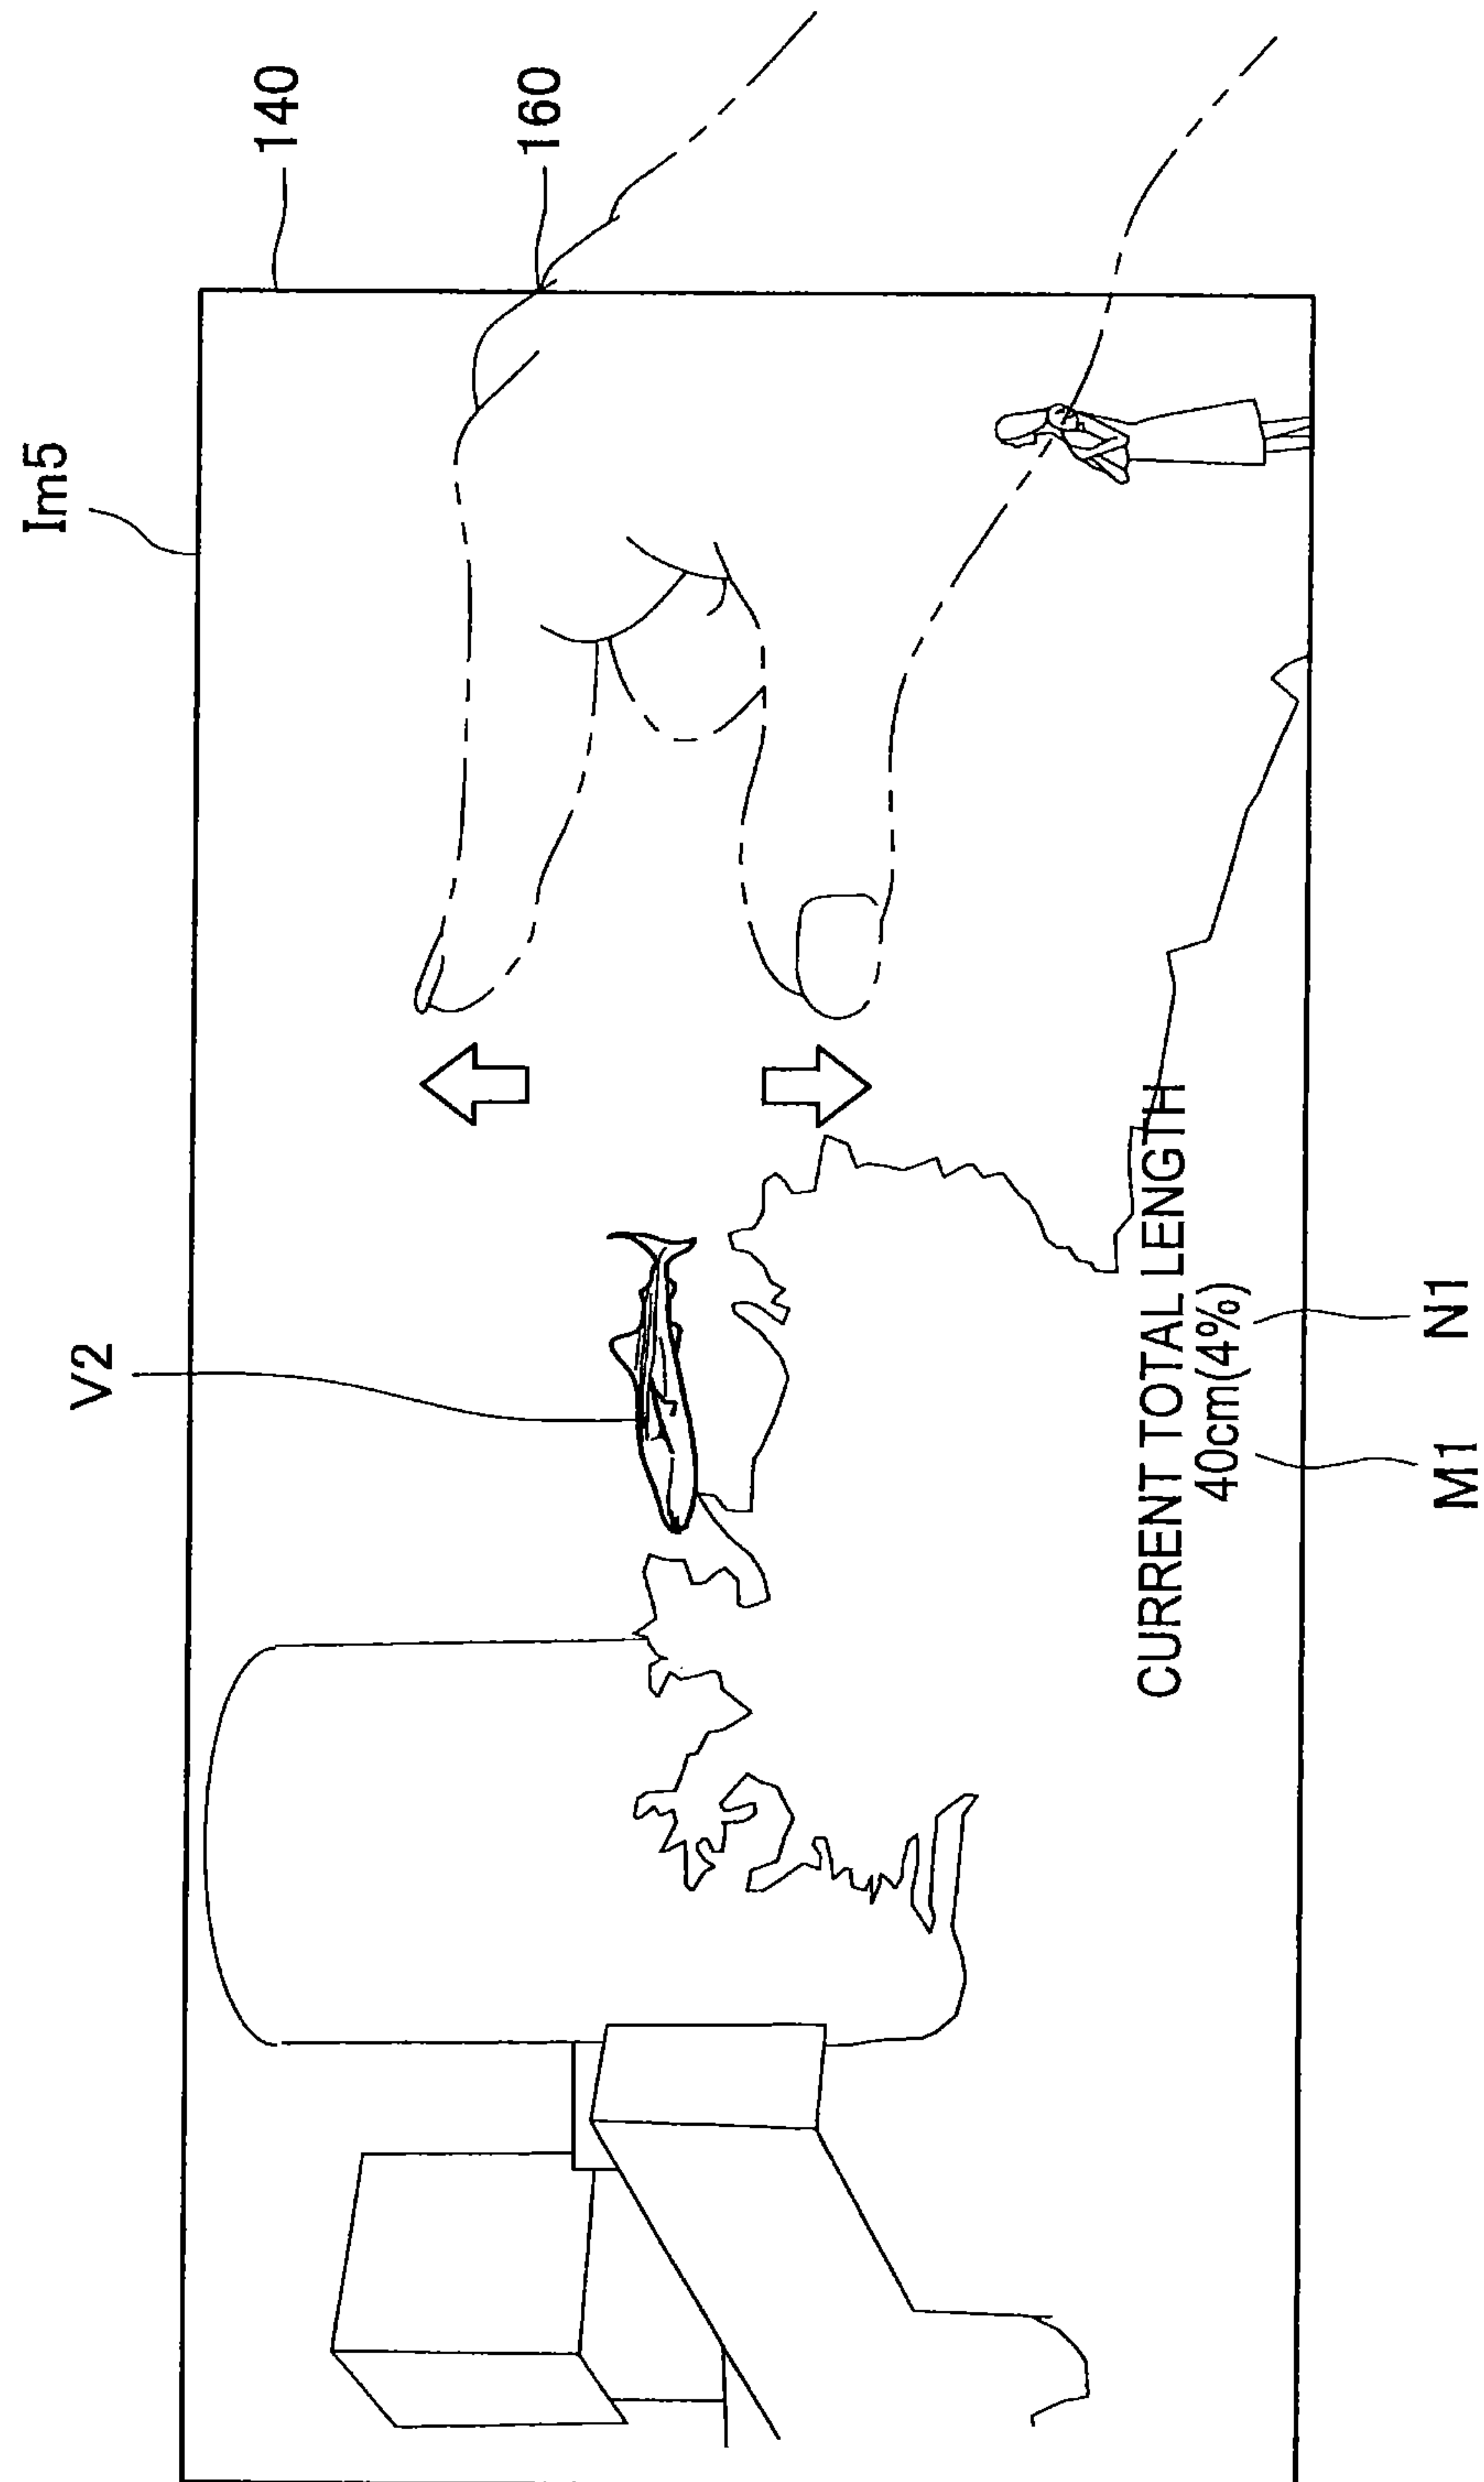 Im5
140
160
V2
CURRENT TOTAL LENGTH
40cm(4%)
M1
N1